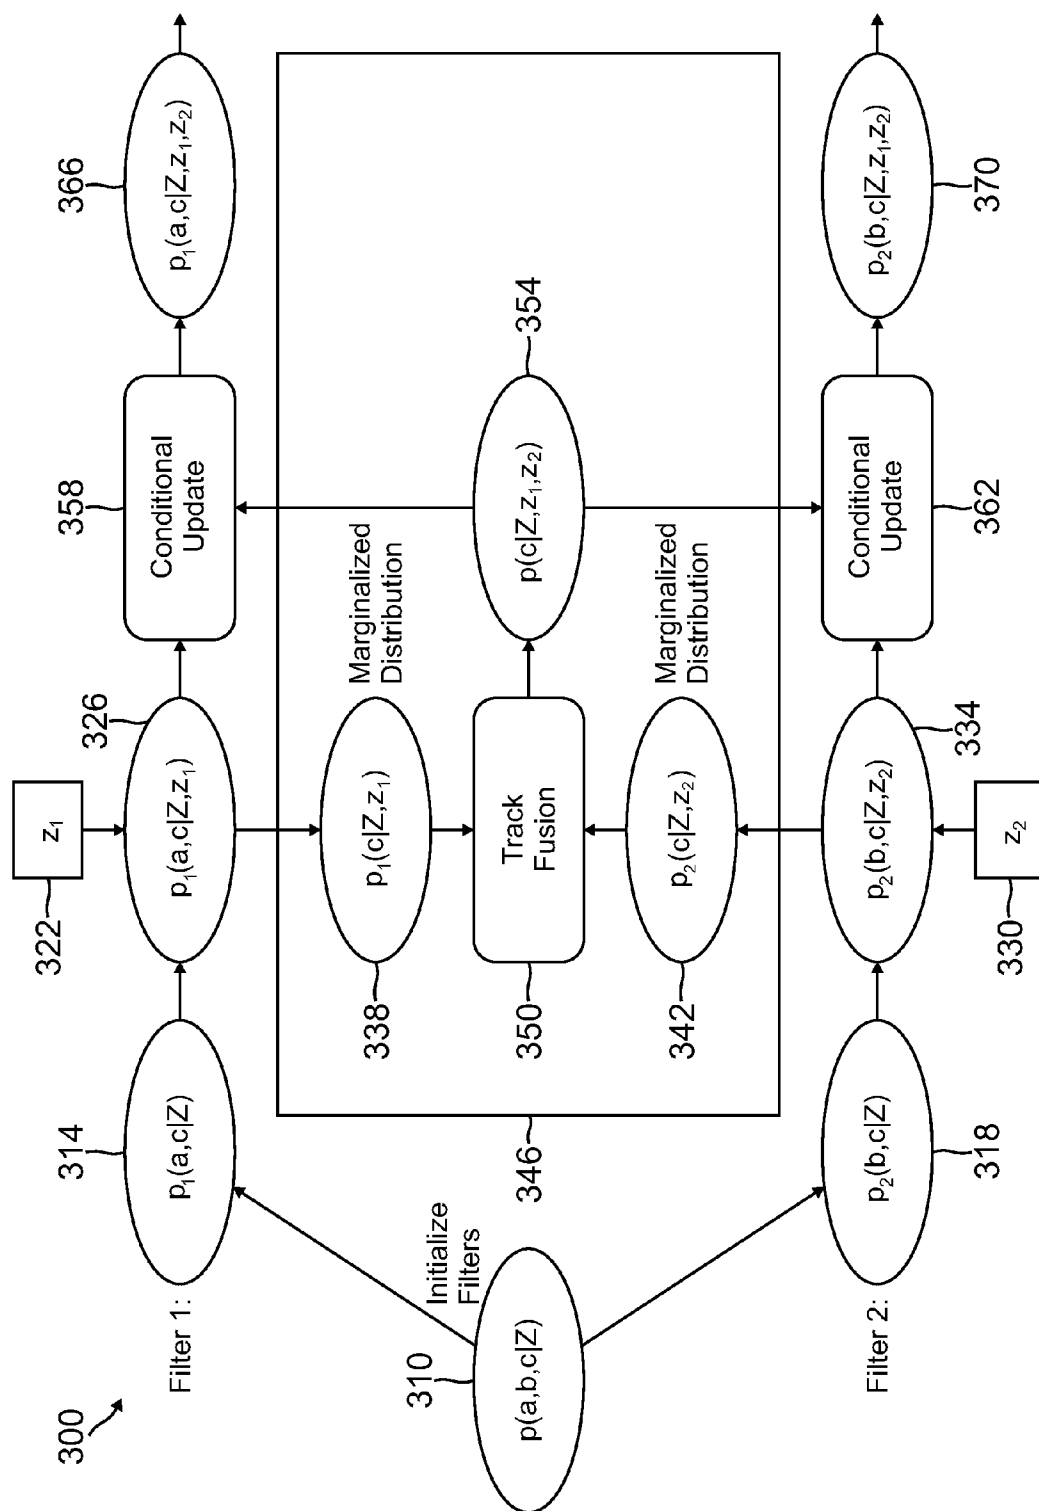 300
Filter 1:
314
p₁(a,c|Z)
322
z₁
326
p₁(a,c|Z,z₁)
358
Conditional
Update
366
p₁(a,c|Z,z₁,z₂)
310
p(a,b,c|Z)
Initialize
Filters
346
338
p₁(c|Z,z₁)
Marginalized
Distribution
350
Track
Fusion
354
p(c|Z,z₁,z₂)
342
p₂(c|Z,z₂)
Marginalized
Distribution
Filter 2:
318
p₂(b,c|Z)
330
z₂
334
p₂(b,c|Z,z₂)
362
Conditional
Update
370
p₂(b,c|Z,z₁,z₂)